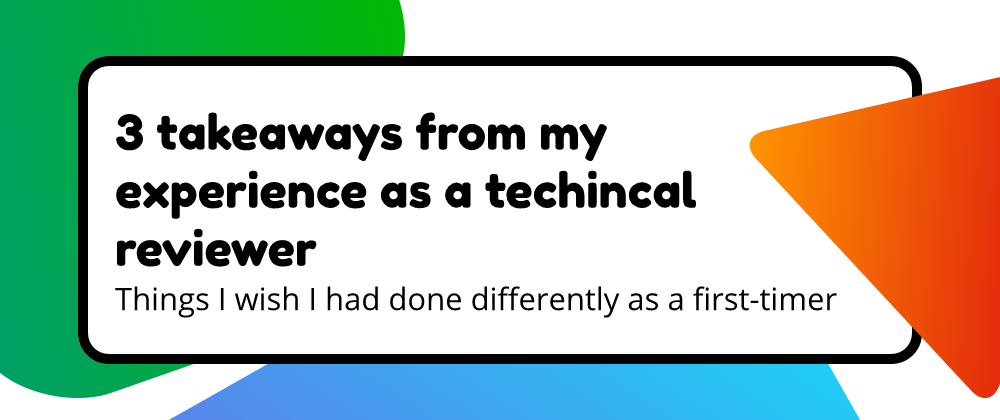 3 takeaways from my
experience as a techincal
reviewer
Things I wish I had done differently as a first-timer